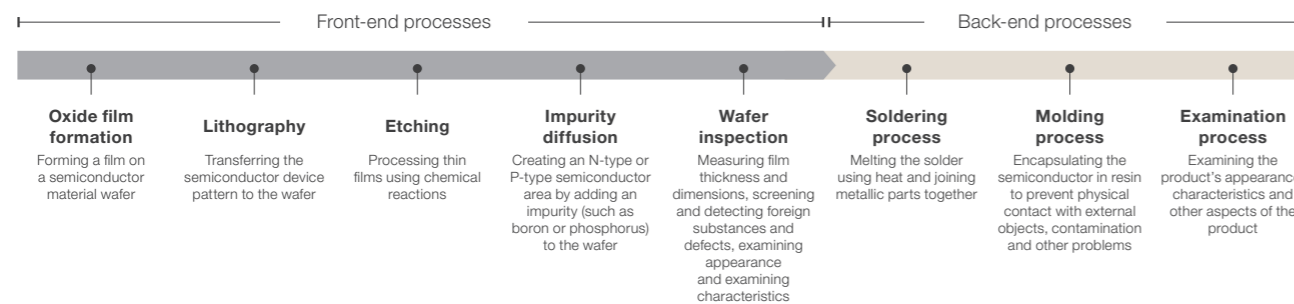 Front-end processes
Back-end processes
Oxide film
formation
Forming a film on
a semiconductor
material wafer
Lithography
Transferring the
semiconductor device
pattern to the wafer
Etching
Processing thin
films using chemical
reactions
Impurity
diffusion
Creating an N-type or
P-type semiconductor
area by adding an
impurity (such as
boron or phosphorus)
to the wafer
Wafer
inspection
Measuring film
thickness and
dimensions, screening
and detecting foreign
substances and
defects, examining
appearance
and examining
characteristics
Soldering
process
Melting the solder
using heat and joining
metallic parts together
Molding
process
Encapsulating the
semiconductor in resin
to prevent physical
contact with external
objects, contamination
and other problems
Examination
process
Examining the
product's appearance
characteristics and
other aspects of the
product